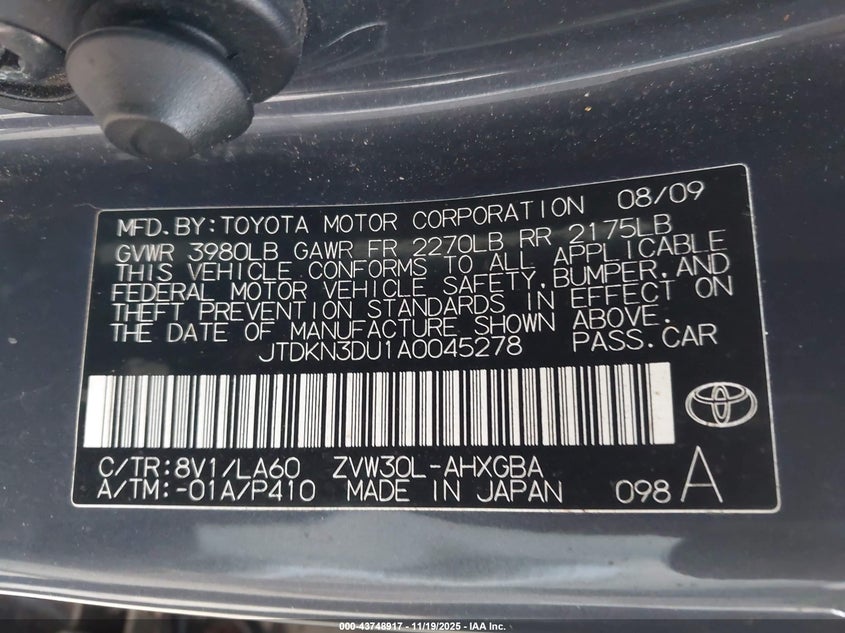 MFD.BY:TOYOTA MOTOR CORPORATION 08/09
GVWR 3980LB GAWR FR 2270LB RR 2175LB
THIS VEHICLE CONFORMS TO ALL APPLICABLE
FEDERAL MOTOR VEHICLE SAFETY,BUMPER,AND
THEFT PREVENTION STANDARDS IN EFFECT ON
THE DATE OF MANUFACTURE SHOWN ABOVE.
JTDKN3DU1A0045278 PASS.CAR
C/TR:8V1/LA60 ZVW30L-AHXGBA
A/TM:-01A/P410 MADE IN JAPAN 098 A
000-43748917 - 11/19/2025 - IAA Inc.